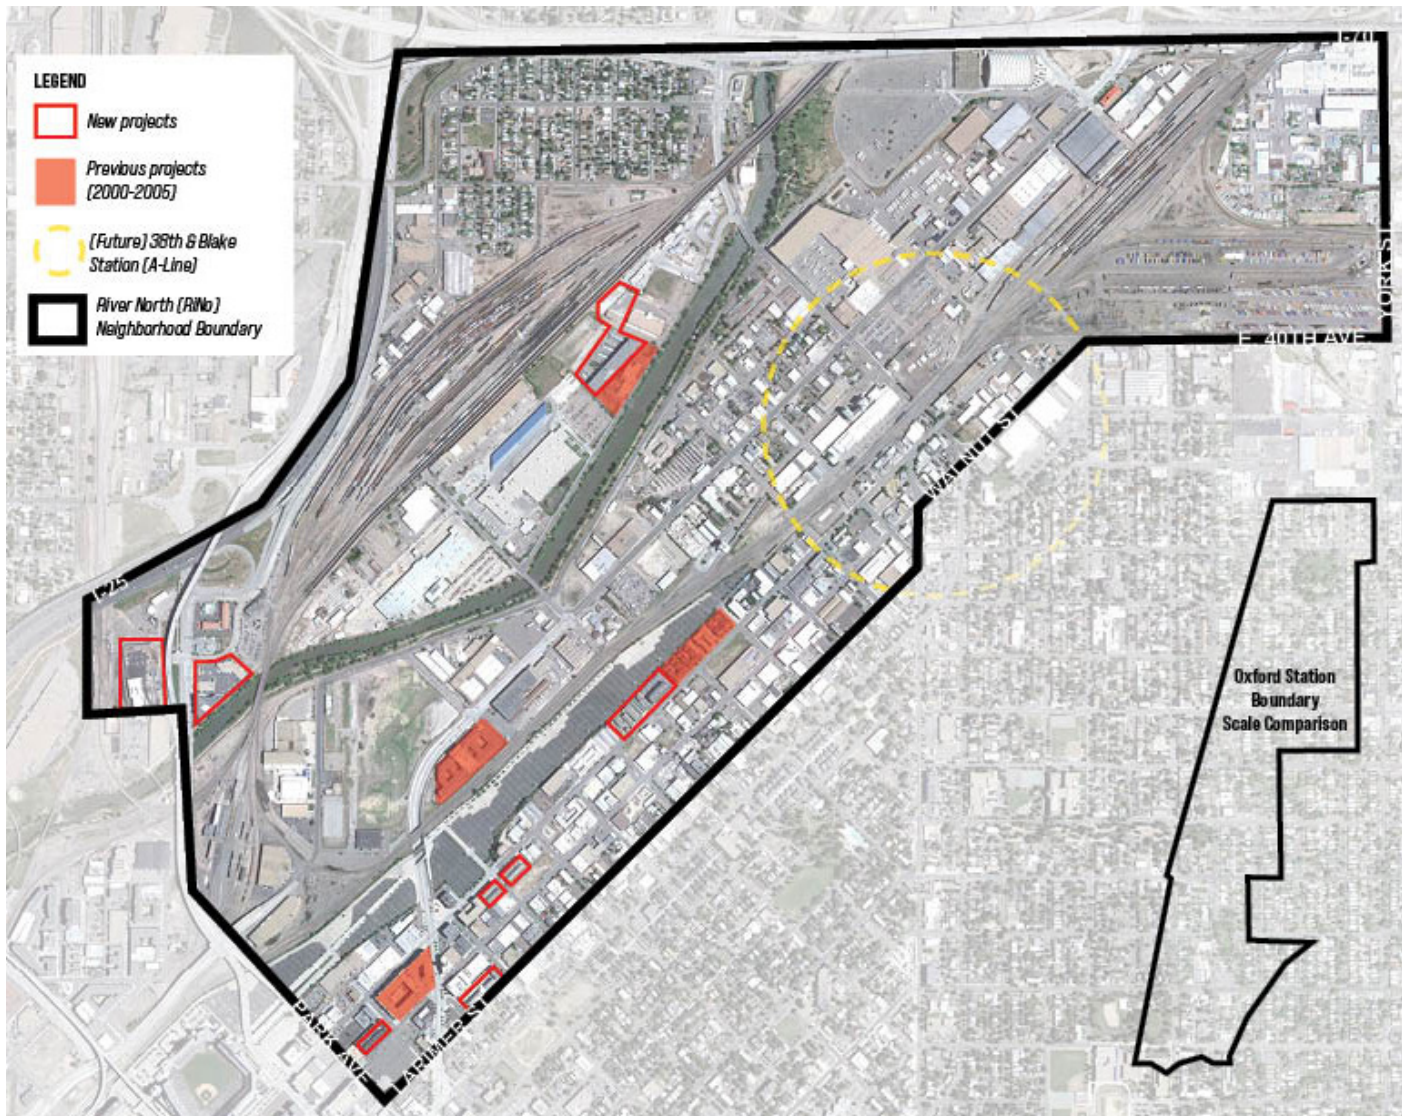 LEGEND
New projects
Previous projects
(2000-2005)
(Future) 38th & Blake
Station (A-Line)
River North (RiNo)
Neighborhood Boundary
I-70
YORK ST
E. 40TH AVE
WALNUT ST
I-25
Oxford Station
Boundary
Scale Comparison
PARK AVE
LARIMER ST